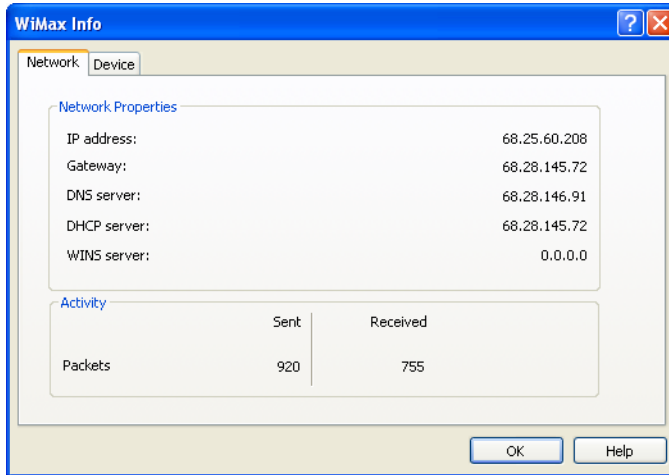 WiMax Info
Network Device
Network Properties
IP address: 68.25.60.208
Gateway: 68.28.145.72
DNS server: 68.28.146.91
DHCP server: 68.28.145.72
WINS server: 0.0.0.0
Activity
Sent Received
Packets 920 755
OK Help